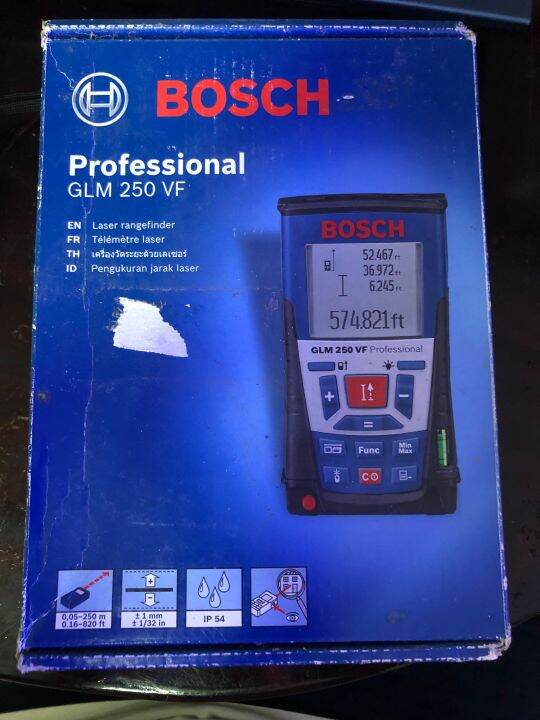 BOSCH
Professional
GLM 250 VF
EN Laser rangefinder
FR Télémètre laser
TH เครื่องวัดระยะด้วยเลเซอร์
ID Pengukuran jarak laser
BOSCH
52.467 ft
36.972 ft
6.245 ft
574.821 ft
GLM 250 VF Professional
+
−
=
Func
Min
Max
C
0,05–250 m
0.16–820 ft
± 1 mm
± 1/32 in
IP 54